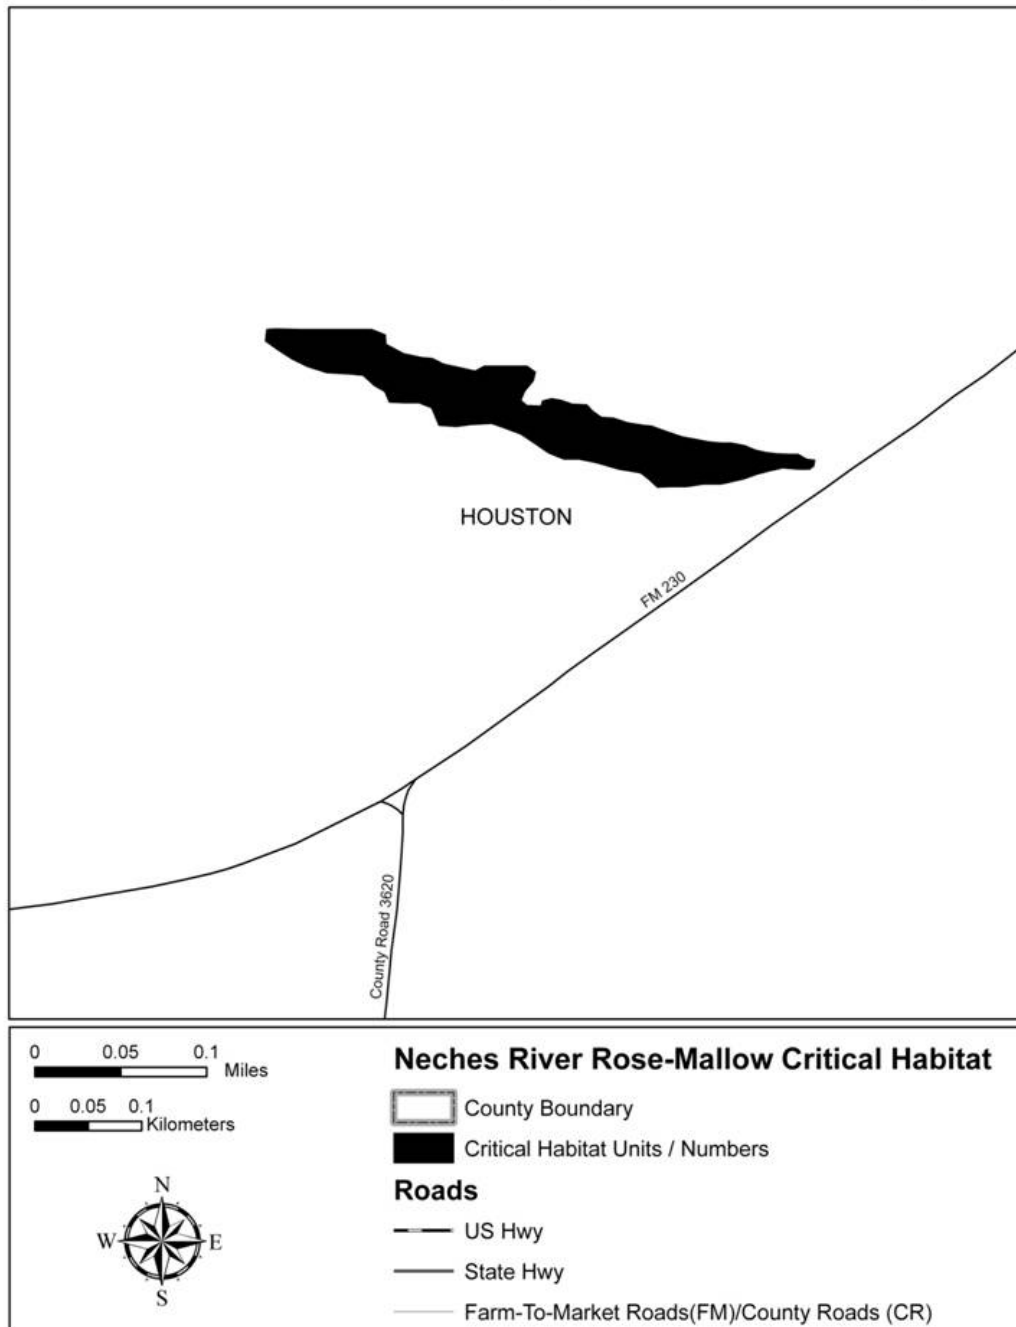 HOUSTON
FM 230
County Road 3620
0 0.05 0.1
Miles
0 0.05 0.1
Kilometers
N
W E
S
Neches River Rose-Mallow Critical Habitat
County Boundary
Critical Habitat Units / Numbers
Roads
US Hwy
State Hwy
Farm-To-Market Roads(FM)/County Roads (CR)